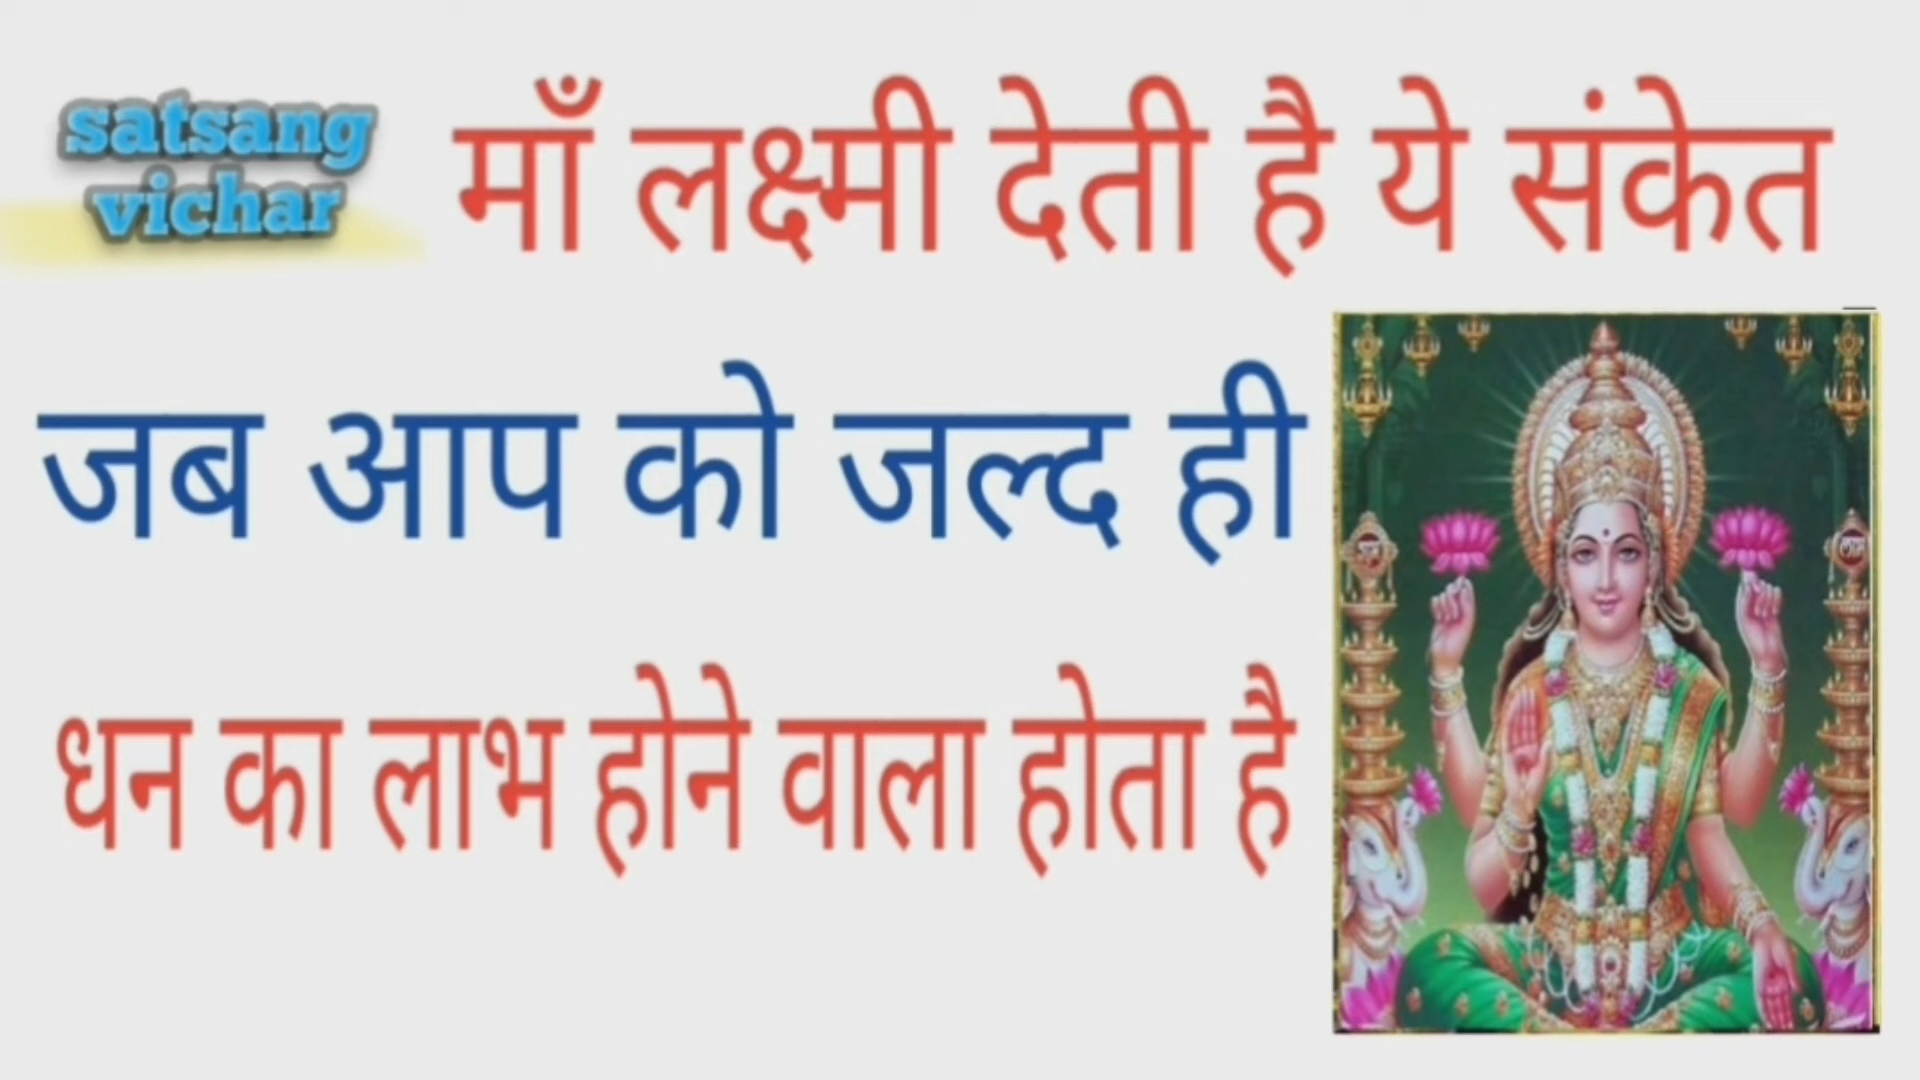 satsang
vichar
माँ लक्ष्मी देती है ये संकेत
जब आप को जल्द ही
धन का लाभ होने वाला होता है